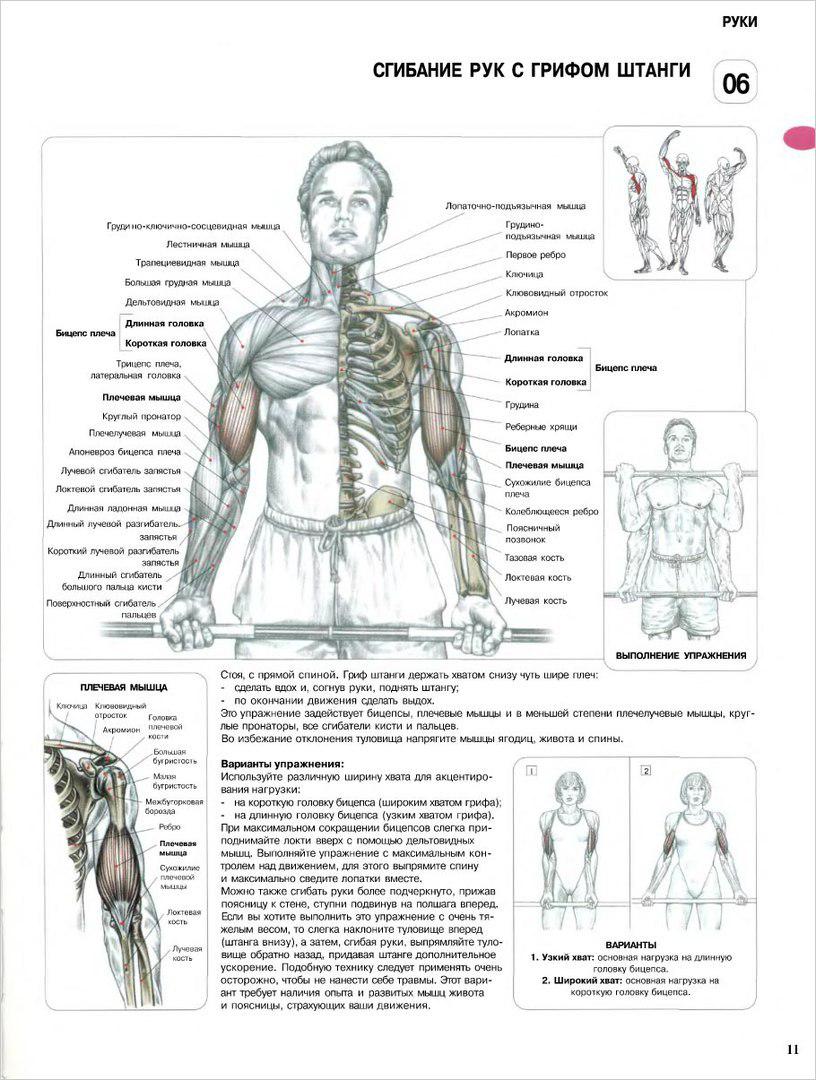 РУКИ
СГИБАНИЕ РУК С ГРИФОМ ШТАНГИ
06
Грудино-ключично-сосцевидная мышца
Лестничная мышца
Трапециевидная мышца
Большая грудная мышца
Дельтовидная мышца
Бицепс плеча
Длинная головка
Короткая головка
Трицепс плеча,
латеральная головка
Плечевая мышца
Круглый пронатор
Плечелучевая мышца
Апоневроз бицепса плеча
Лучевой сгибатель запястья
Локтевой сгибатель запястья
Длинная ладонная мышца
Длинный лучевой разгибатель
запястья
Короткий лучевой разгибатель
запястья
Длинный сгибатель
большого пальца кисти
Поверхностный сгибатель
пальцев
Лопаточно-подъязычная мышца
Грудино-
подъязычная мышца
Первое ребро
Ключица
Клювовидный отросток
Акромион
Лопатка
Длинная головка
Короткая головка
Бицепс плеча
Грудина
Реберные хрящи
Бицепс плеча
Плечевая мышца
Сухожилие бицепса
плеча
Колеблющееся ребро
Поясничный
позвонок
Тазовая кость
Локтевая кость
Лучевая кость
ВЫПОЛНЕНИЕ УПРАЖНЕНИЯ
ПЛЕЧЕВАЯ МЫШЦА
Ключица
Клювовидный
отросток
Акромион
Головка
плечевой
кости
Большая
бугристость
Малая
бугристость
Межбугорковая
борозда
Ребро
Плечевая
мышца
Сухожилие
плечевой
мышцы
Локтевая
кость
Лучевая
кость
Стоя, с прямой спиной. Гриф штанги держать хватом снизу чуть шире плеч:
- сделать вдох и, согнув руки, поднять штангу;
- по окончании движения сделать выдох.
Это упражнение задействует бицепсы, плечевые мышцы и в меньшей степени плечелучевые мышцы, круг-
лые пронаторы, все сгибатели кисти и пальцев.
Во избежание отклонения туловища напрягите мышцы ягодиц, живота и спины.
Варианты упражнения:
Используйте различную ширину хвата для акцентиро-
вания нагрузки:
- на короткую головку бицепса (широким хватом грифа);
- на длинную головку бицепса (узким хватом грифа).
При максимальном сокращении бицепсов слегка при-
поднимайте локти вверх с помощью дельтовидных
мышц. Выполняйте упражнение с максимальным кон-
тролем над движением, для этого выпрямите спину
и максимально сведите лопатки вместе.
Можно также сгибать руки более подчеркнуто, прижав
поясницу к стене, ступни подвинув на полшага вперед.
Если вы хотите выполнить это упражнение с очень тя-
желым весом, то слегка наклоните туловище вперед
(штанга внизу), а затем, сгибая руки, выпрямляйте туло-
вище обратно назад, придавая штанге дополнительное
ускорение. Подобную технику следует применять очень
осторожно, чтобы не нанести себе травмы. Этот вари-
ант требует наличия опыта и развитых мышц живота
и поясницы, страхующих ваши движения.
1
2
ВАРИАНТЫ
1. Узкий хват: основная нагрузка на длинную
головку бицепса.
2. Широкий хват: основная нагрузка на
короткую головку бицепса.
11